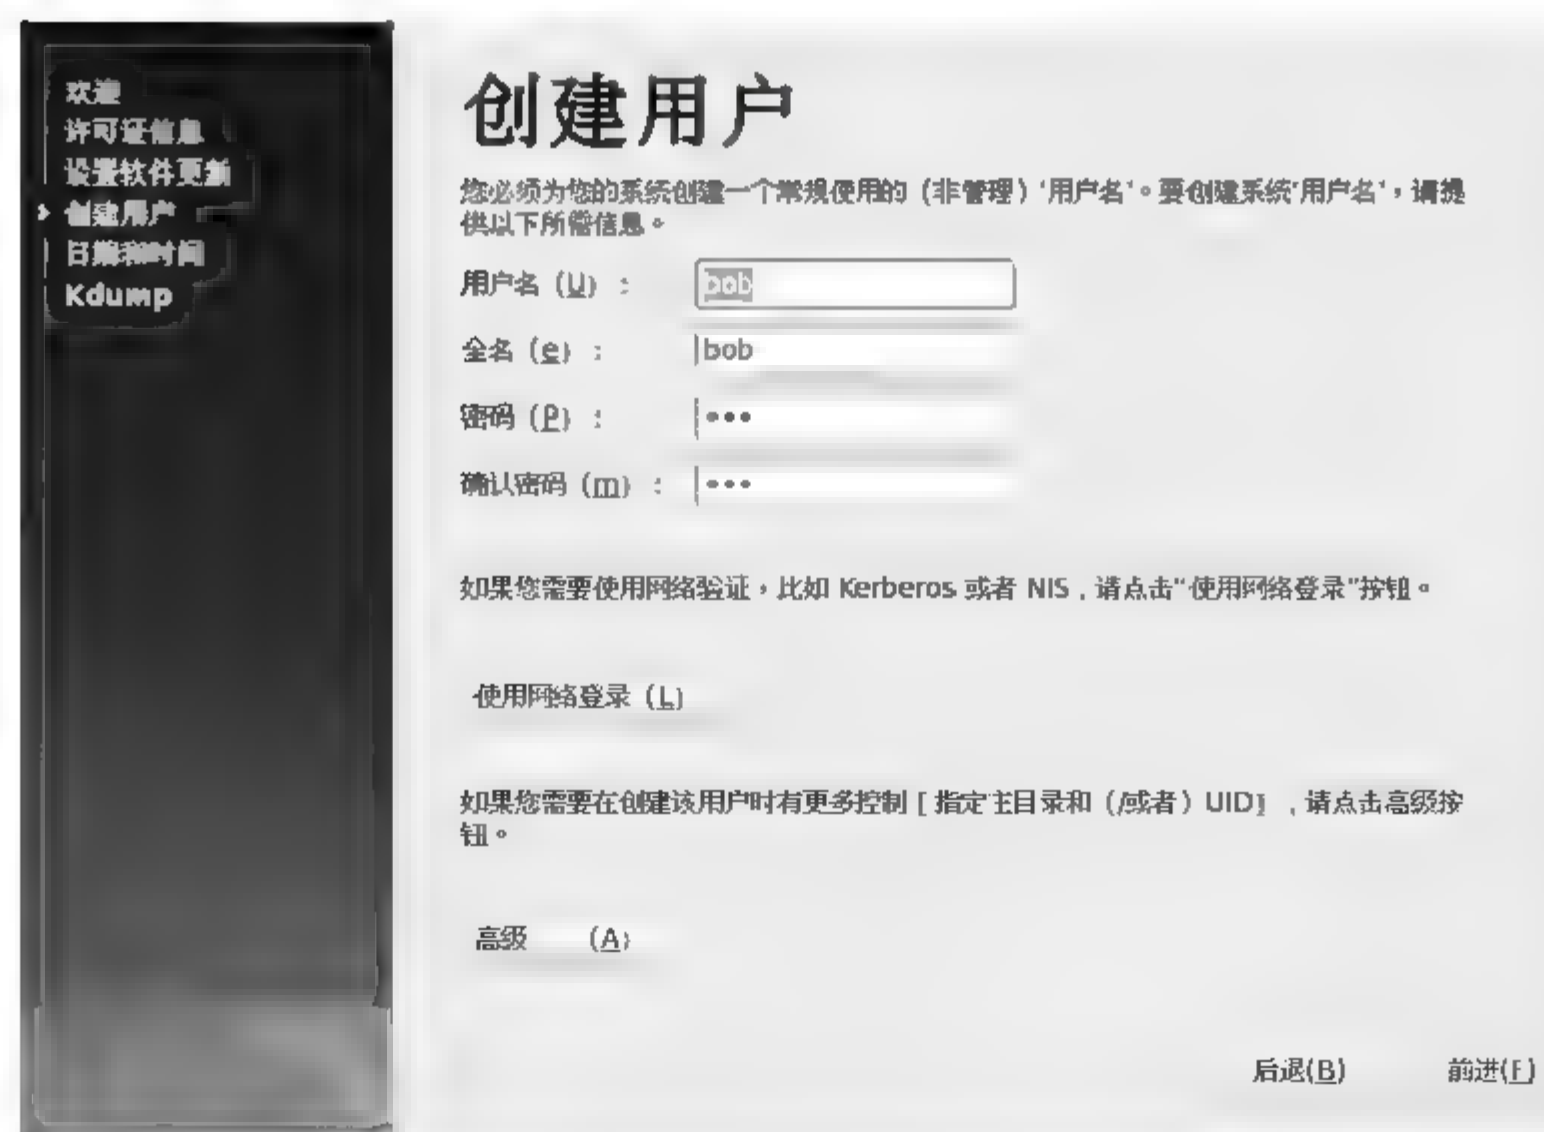 欢迎
许可证信息
设置软件更新
创建用户
日期和时间
Kdump
创建用户
您必须为您的系统创建一个常规使用的（非管理）'用户名'。要创建系统'用户名'，请提
供以下所需信息。
用户名 (U) ：
bob
全名 (e) ：
bob
密码 (P) ：
•••
确认密码 (m) ：
•••
如果您需要使用网络验证，比如 Kerberos 或者 NIS，请点击"使用网络登录"按钮。
使用网络登录 (L)
如果您需要在创建该用户时有更多控制 [ 指定主目录和（/或者）UID] ，请点击高级按
钮。
高级 (A)
后退(B)
前进(F)